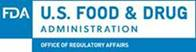 FDA U.S. FOOD & DRUG
ADMINISTRATION
OFFICE OF REGULATORY AFFAIRS